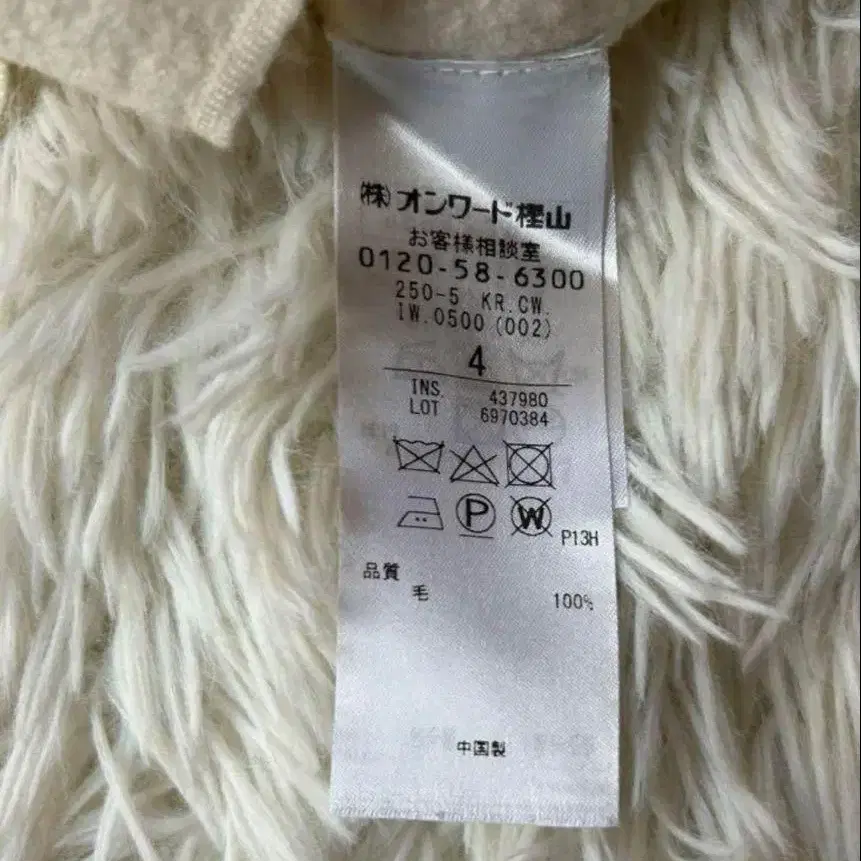 ㈱オンワード樫山
お客様相談室
0120-58-6300
250-5 KR.CW.
IW.0500 (002)
4
INS. 437980
LOT 6970384
P
W
P13H
品質
毛 100%
中国製